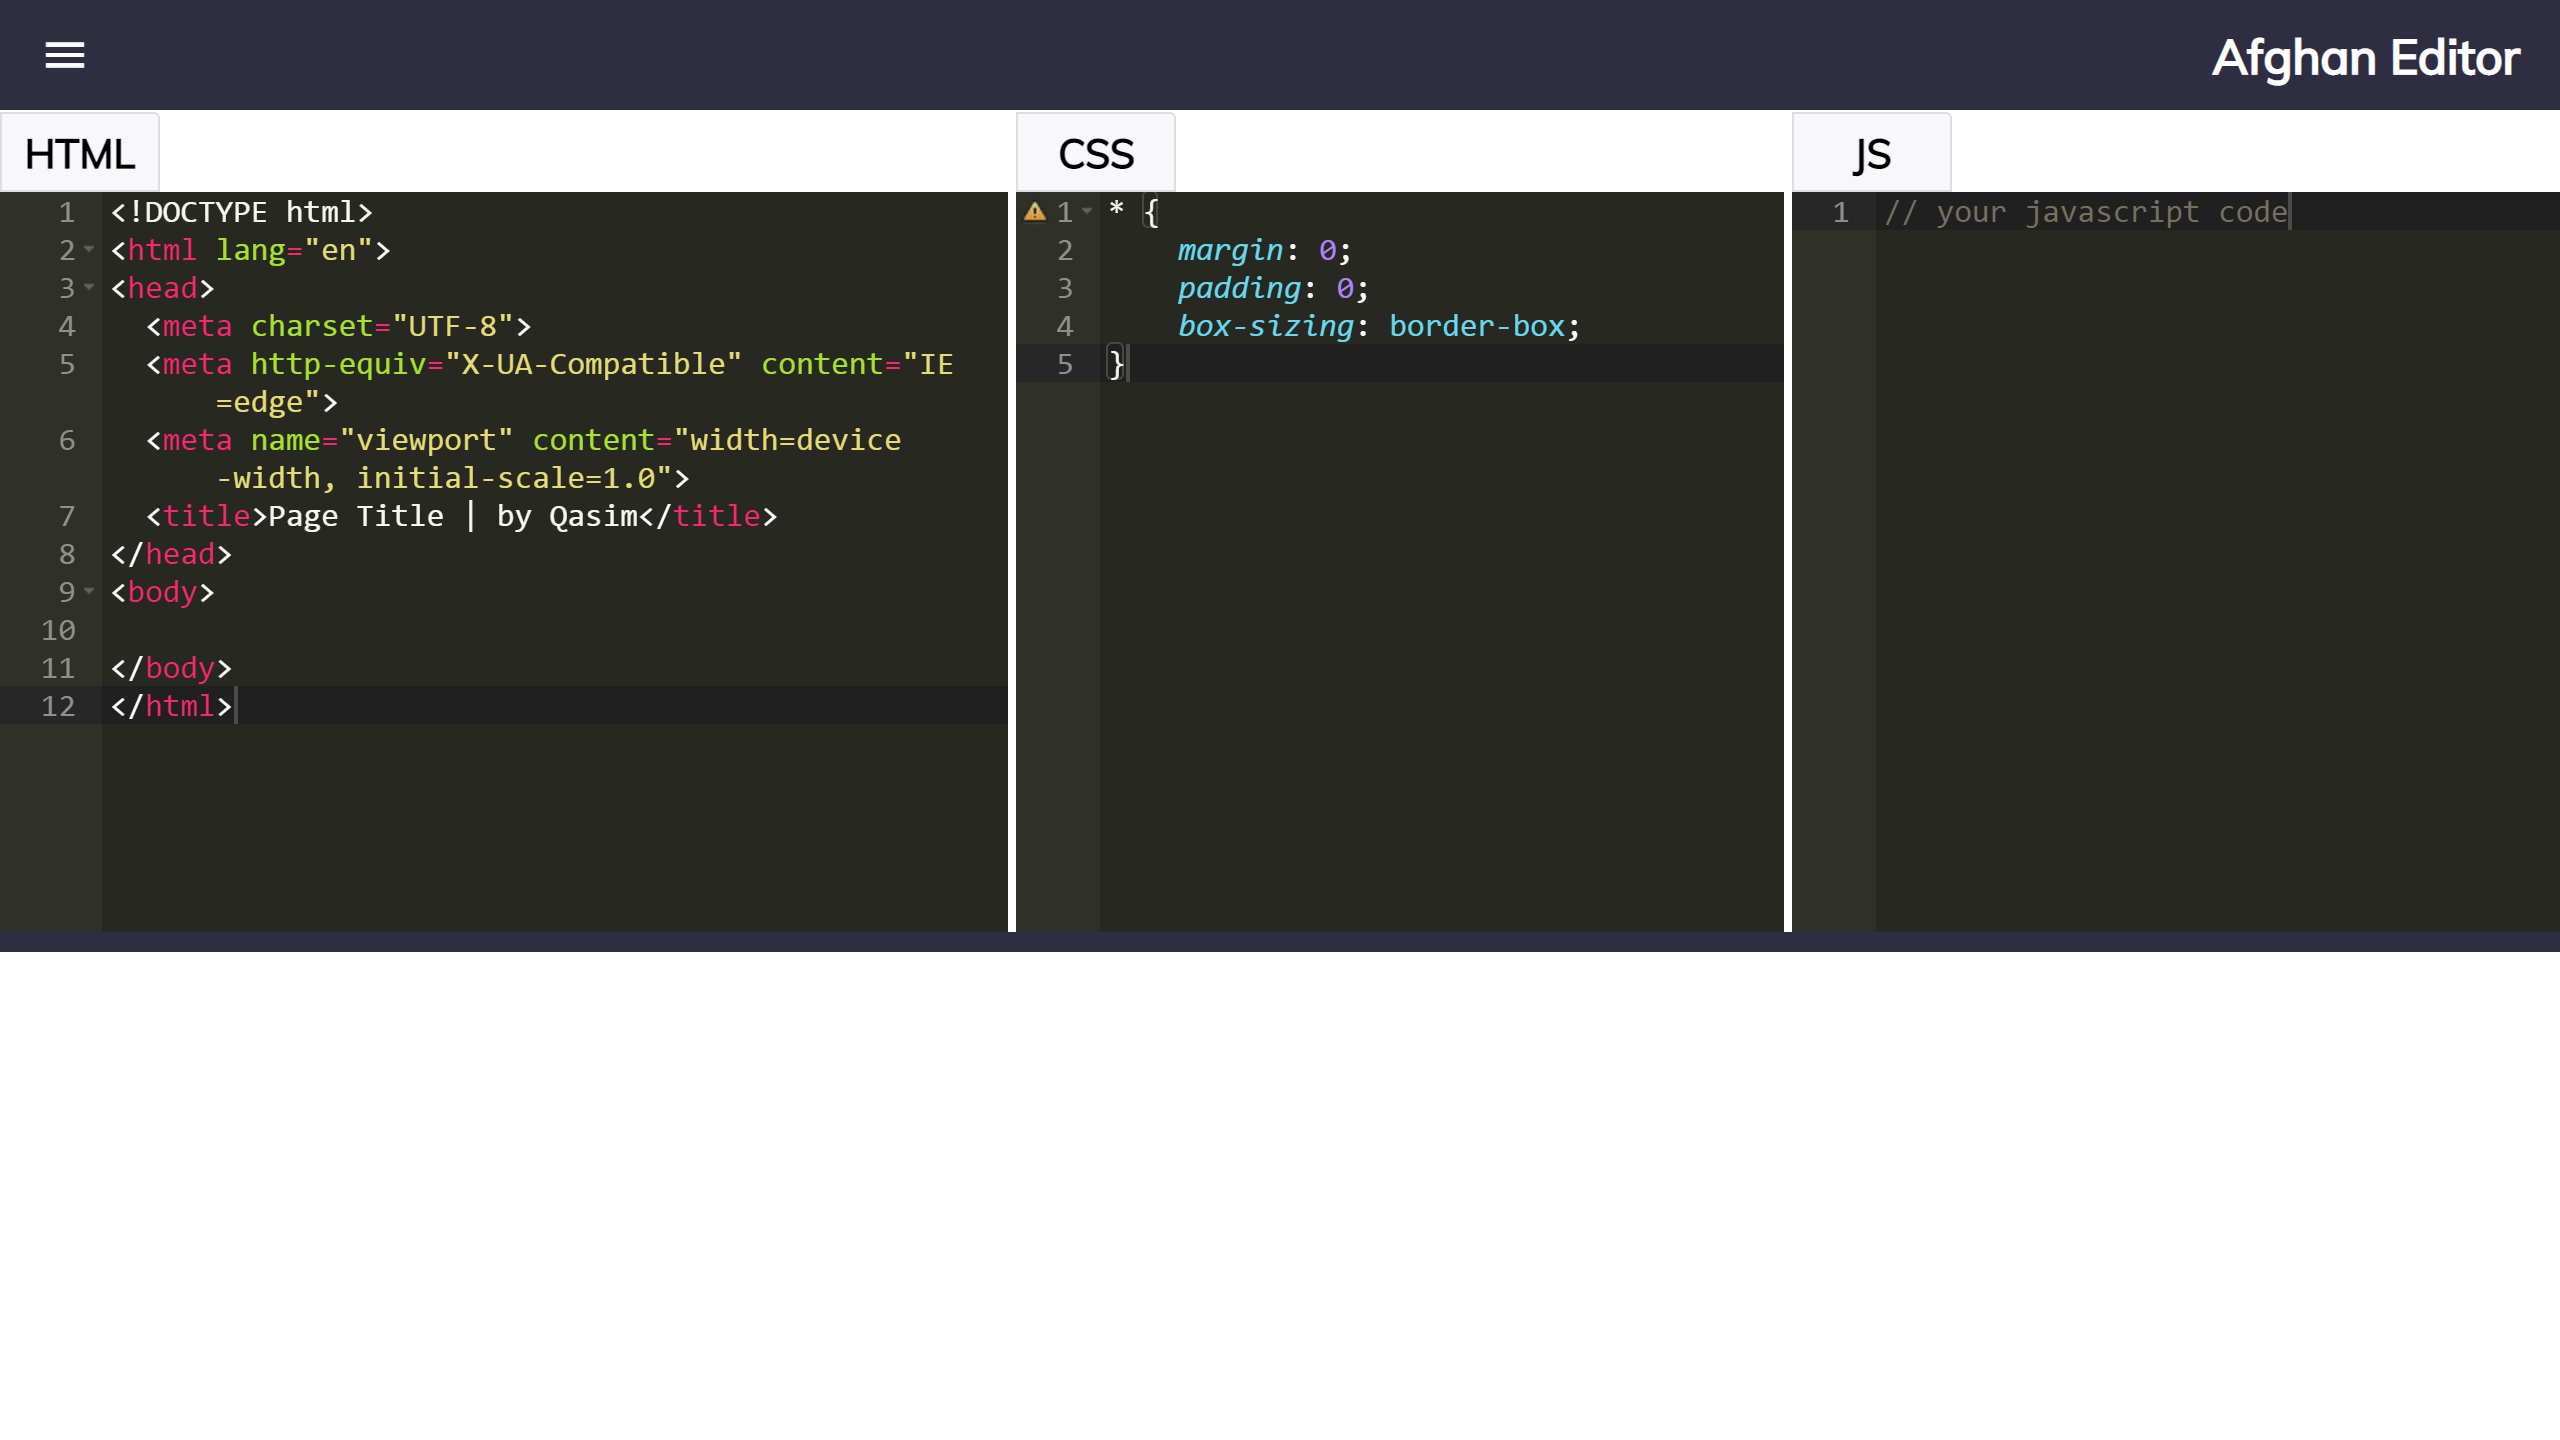 Afghan Editor
HTML
1 <!DOCTYPE html>
2 <html lang="en">
3 <head>
4   <meta charset="UTF-8">
5   <meta http-equiv="X-UA-Compatible" content="IE
=edge">
6   <meta name="viewport" content="width=device
-width, initial-scale=1.0">
7   <title>Page Title | by Qasim</title>
8 </head>
9 <body>
10
11 </body>
12 </html>
CSS
1 * {
2     margin: 0;
3     padding: 0;
4     box-sizing: border-box;
5 }
JS
1 // your javascript code